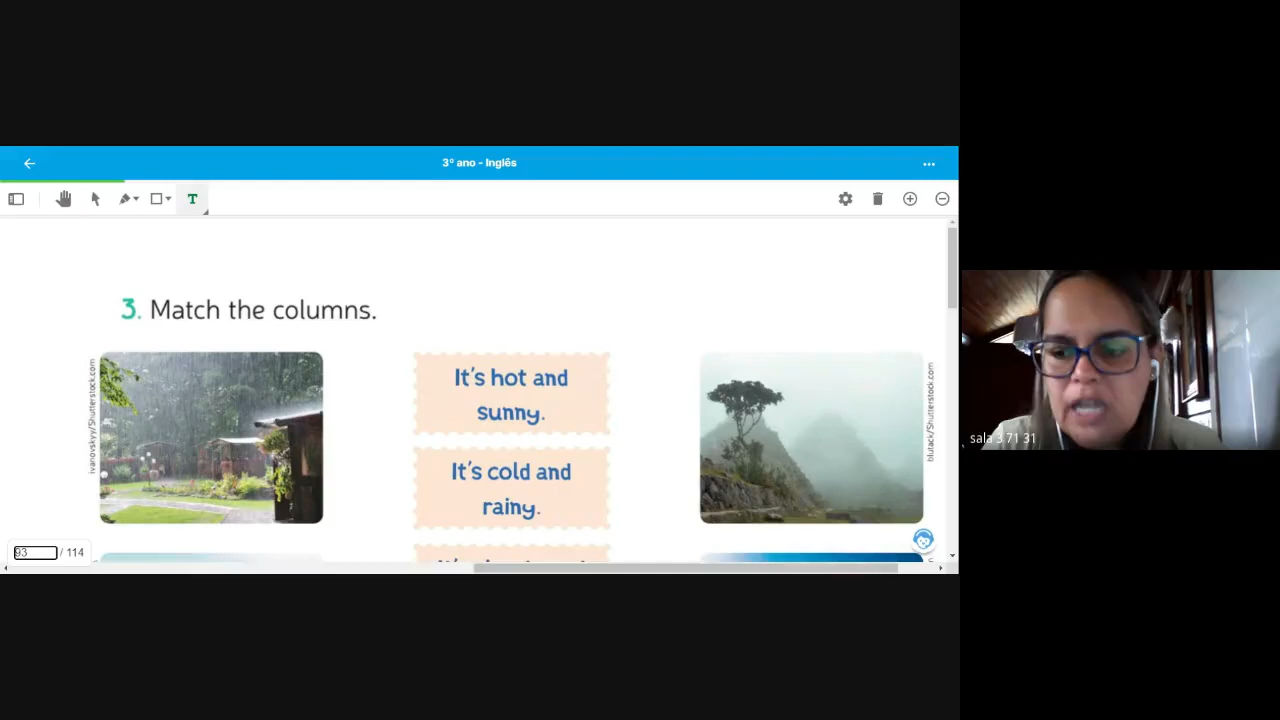 3º ano - Inglês
T
3. Match the columns.
ivanovskyy/Shutterstock.com
It's hot and
sunny.
It's cold and
rainy.
blutack/Shutterstock.com
93 / 114
sala 3 71 31